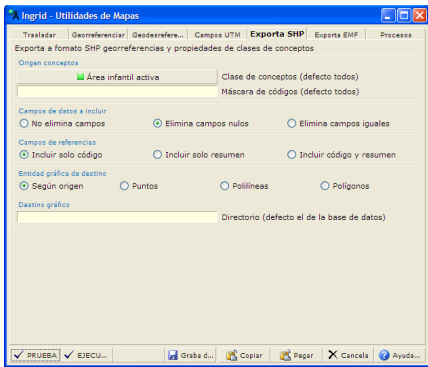 Ingrid - Utilidades de Mapas
Trasladar Georreferenciar Geodesrefere... Campos UTM Exporta SHP Exporta EMF Procesos
Exporta a fomato SHP georreferencias y propiedades de clases de conceptos
Origen conceptos
Área infantil activa Clase de conceptos (defecto todos)
Máscara de códigos (defecto todos)
Campos de datos a incluir
No elimina campos Elimina campos nulos Elimina campos iguales
Campos de referencias
Incluir solo código Incluir solo resumen Incluir código y resumen
Entidad gráfica de destino
Según origen Puntos Polilíneas Polígonos
Destino gráfico
Directorio (defecto el de la base de datos)
PRUEBA EJECU... Graba d... Copiar Pegar Cancela Ayuda...